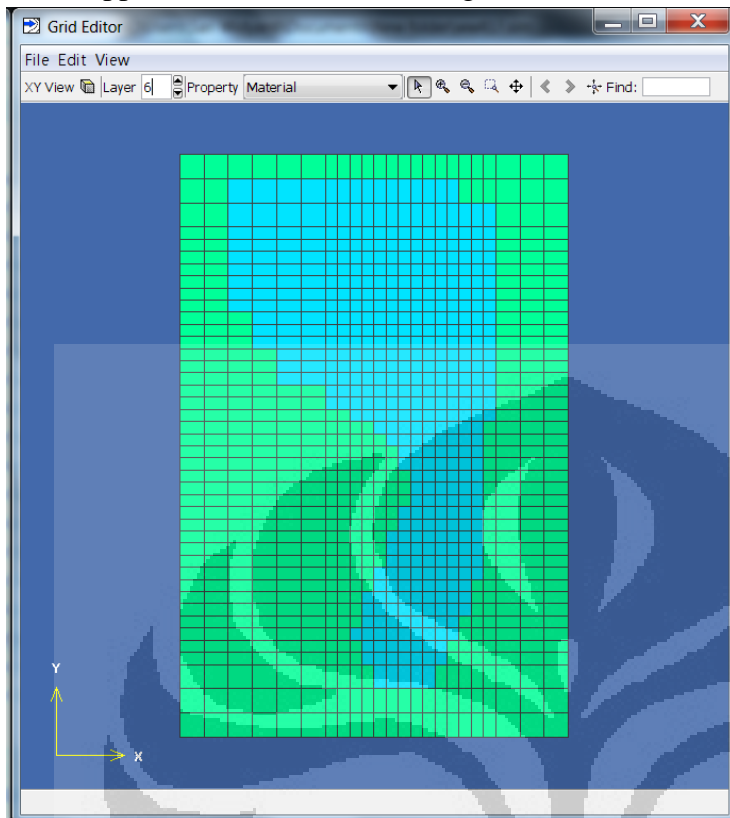 Grid Editor
File Edit View
XY View Layer 6 Property Material Find:
Y
X